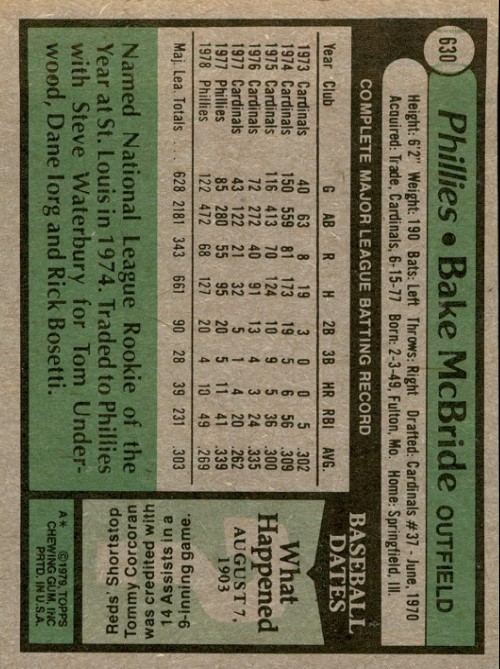 630
Phillies • Bake McBride OUTFIELD
Height: 6'2" Weight: 190 Bats: Left Throws: Right Drafted: Cardinals #37 - June, 1970
Acquired: Trade, Cardinals, 6-15-77 Born: 2-3-49, Fulton, Mo. Home: Springfield, Ill.
COMPLETE MAJOR LEAGUE BATTING RECORD
Year Club G AB R H 2B 3B HR RBI AVG.
1973 Cardinals 40 63 8 19 3 0 0 5 .302
1974 Cardinals 150 559 81 173 19 5 6 56 .309
1975 Cardinals 116 413 70 124 10 9 5 36 .300
1976 Cardinals 72 272 40 91 13 4 3 24 .335
1977 Cardinals 43 122 21 32 5 1 4 20 .262
1977 Phillies 85 280 55 95 20 5 11 41 .339
1978 Phillies 122 472 68 127 20 4 10 49 .269
Maj. Lea. Totals . . . 628 2181 343 661 90 28 39 231 .303
Named National League Rookie of the
Year at St. Louis in 1974. Traded to Phillies
with Steve Waterbury for Tom Under-
wood, Dane Iorg and Rick Bosetti.
BASEBALL
DATES
What
Happened
AUGUST 7,
1903
Reds' Shortstop
Tommy Corcoran
was credited with
14 Assists in a
9-inning game.
A* ©1979 TOPPS
CHEWING GUM, INC
PRTD. IN U.S.A.